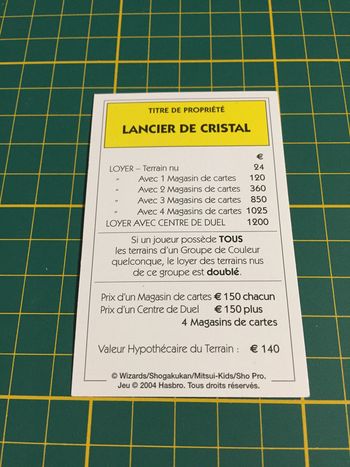 TITRE DE PROPRIÉTÉ
LANCIER DE CRISTAL
€
LOYER – Terrain nu 24
" Avec 1 Magasin de cartes 120
" Avec 2 Magasins de cartes 360
" Avec 3 Magasins de cartes 850
" Avec 4 Magasins de cartes 1025
LOYER AVEC CENTRE DE DUEL 1200
Si un joueur possède TOUS
les terrains d'un Groupe de Couleur
quelconque, le loyer des terrains nus
de ce groupe est doublé.
Prix d'un Magasin de cartes € 150 chacun
Prix d'un Centre de Duel € 150 plus
4 Magasins de cartes
Valeur Hypothécaire du Terrain : € 140
© Wizards/Shogakukan/Mitsui-Kids/Sho Pro.
Jeu © 2004 Hasbro. Tous droits réservés.